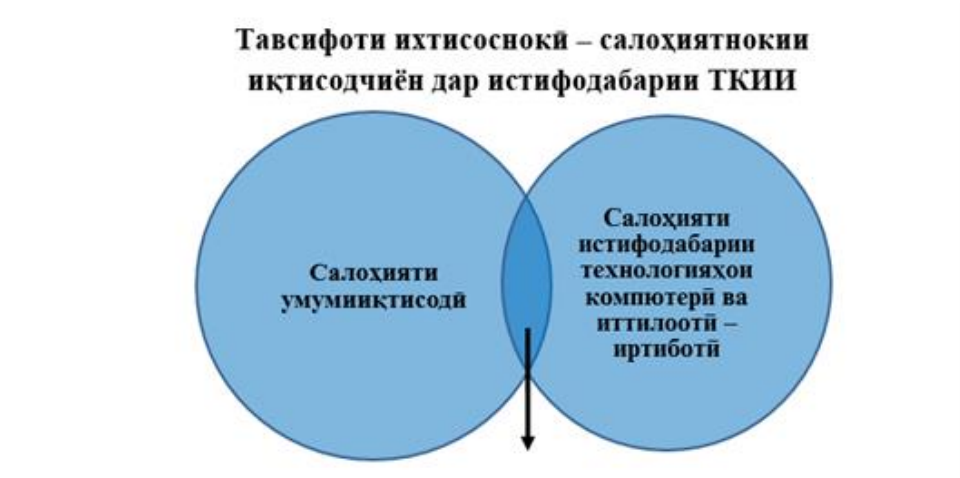 Тавсифоти ихтисоснокӣ – салоҳиятнокии
иқтисодчиён дар истифодабарии ТКИИ
Салоҳияти
умумииқтисодӣ
Салоҳияти
истифодабарии
технологияҳои
компютерӣ ва
иттилоотӣ –
иртиботӣ